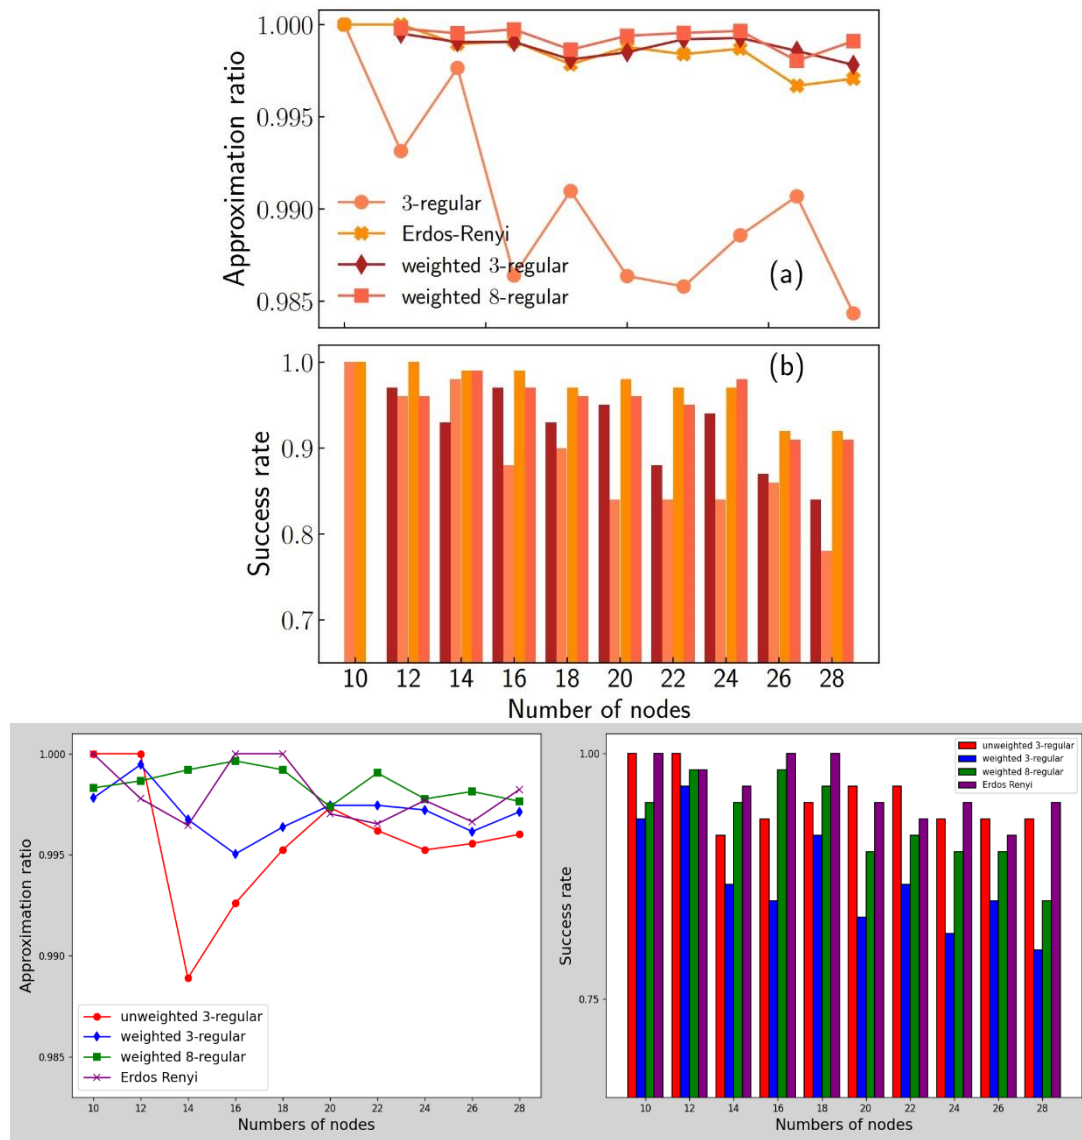 1.000
0.995
0.990
0.985
Approximation ratio
3-regular
Erdos-Renyi
weighted 3-regular
weighted 8-regular
(a)
1.0
0.9
0.8
0.7
Success rate
(b)
10 12 14 16 18 20 22 24 26 28
Number of nodes
1.000
0.995
0.990
0.985
Approximation ratio
unweighted 3-regular
weighted 3-regular
weighted 8-regular
Erdos Renyi
10 12 14 16 18 20 22 24 26 28
Numbers of nodes
1.00
0.75
Success rate
unweighted 3-regular
weighted 3-regular
weighted 8-regular
Erdos Renyi
10 12 14 16 18 20 22 24 26 28
Numbers of nodes